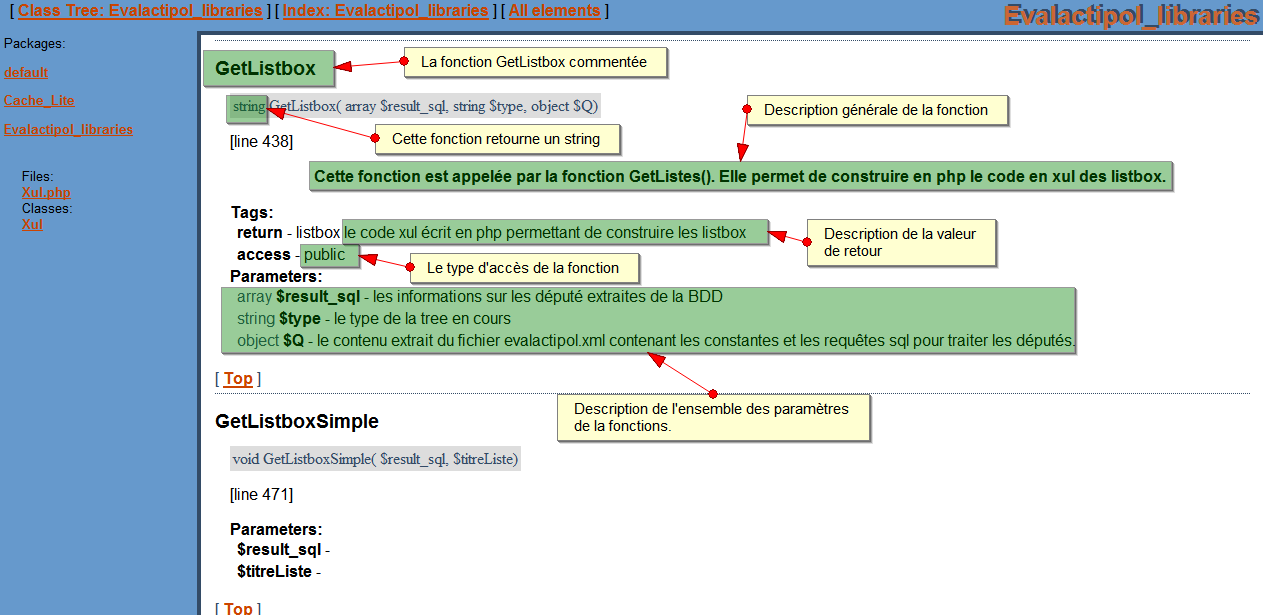 [ Class Tree: Evalactipol_libraries ] [ Index: Evalactipol_libraries ] [ All elements ]
Evalactipol_libraries
Packages:
default
Cache_Lite
Evalactipol_libraries
Files:
Xul.php
Classes:
Xul
GetListbox
La fonction GetListbox commentée
string GetListbox( array $result_sql, string $type, object $Q)
Description générale de la fonction
[line 438]
Cette fonction retourne un string
Cette fonction est appelée par la fonction GetListes(). Elle permet de construire en php le code en xul des listbox.
Tags:
return - listbox le code xul écrit en php permettant de construire les listbox
Description de la valeur
de retour
access - public
Le type d'accès de la fonction
Parameters:
array $result_sql - les informations sur les député extraites de la BDD
string $type - le type de la tree en cours
object $Q - le contenu extrait du fichier evalactipol.xml contenant les constantes et les requêtes sql pour traiter les députés.
[ Top ]
Description de l'ensemble des paramètres
de la fonctions.
GetListboxSimple
void GetListboxSimple( $result_sql, $titreListe)
[line 471]
Parameters:
$result_sql -
$titreListe -
[ Top ]